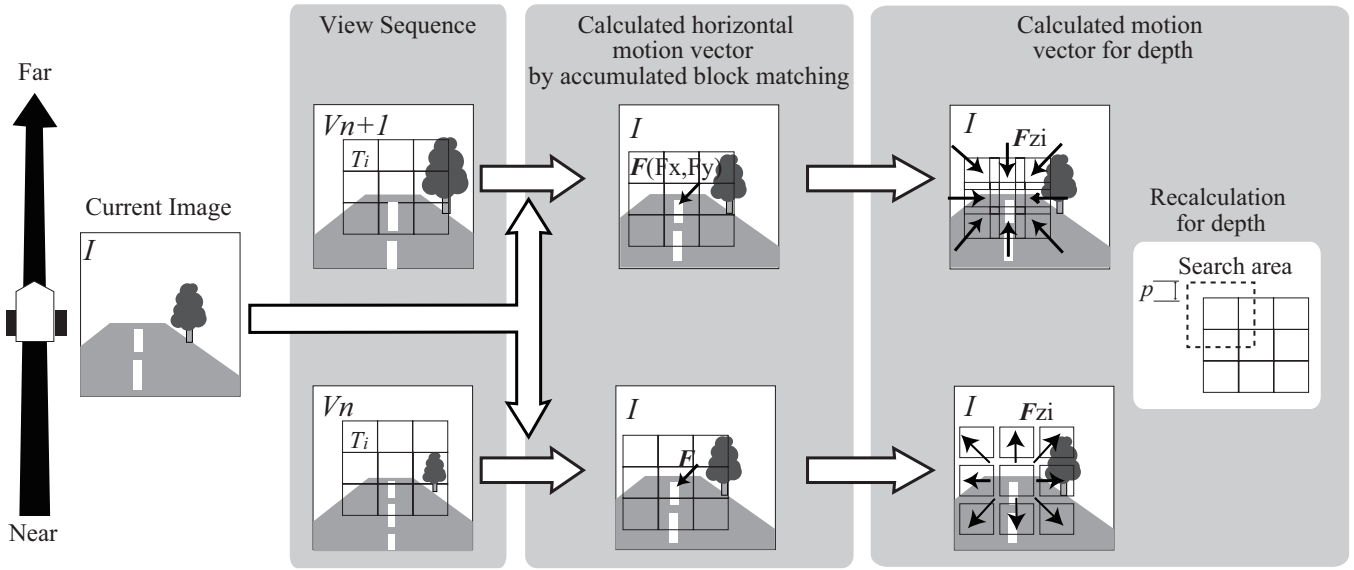 View Sequence
Calculated horizontal
motion vector
by accumulated block matching
Calculated motion
vector for depth
Far
Near
Current Image
I
Vn+1
Ti
I
F(Fx,Fy)
I
Fzi
Recalculation
for depth
Search area
p
Vn
Ti
I
F
I
Fzi